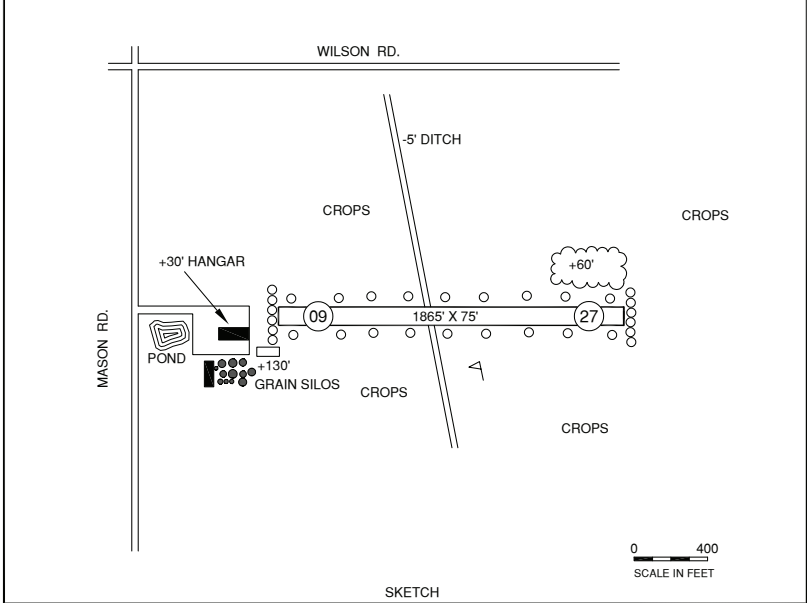 WILSON RD.
-5' DITCH
CROPS
CROPS
+30' HANGAR
+60'
09
1865' X 75'
27
MASON RD.
POND
+130'
GRAIN SILOS
CROPS
CROPS
0 400
SCALE IN FEET
SKETCH